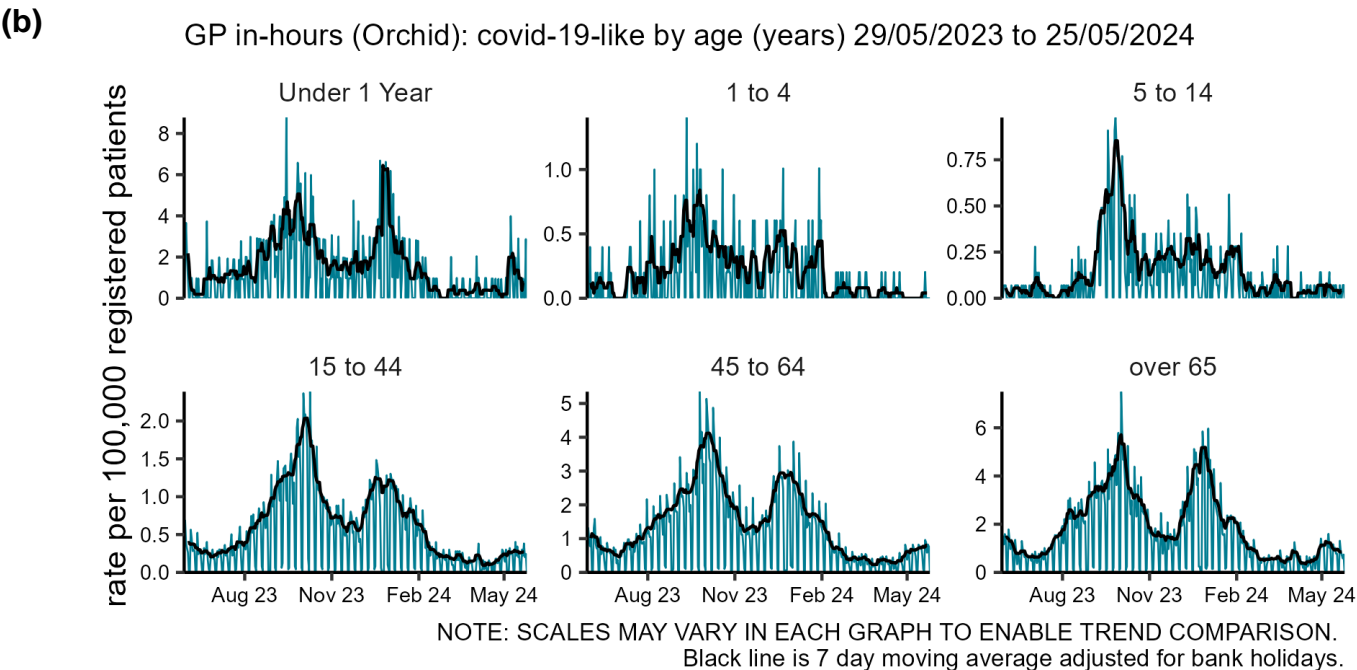 (b)
GP in-hours (Orchid): covid-19-like by age (years) 29/05/2023 to 25/05/2024
rate per 100,000 registered patients
Under 1 Year
8
6
4
2
0
1 to 4
1.0
0.5
0.0
5 to 14
0.75
0.50
0.25
0.00
15 to 44
2.0
1.5
1.0
0.5
0.0
Aug 23 Nov 23 Feb 24 May 24
45 to 64
5
4
3
2
1
0
Aug 23 Nov 23 Feb 24 May 24
over 65
6
4
2
0
Aug 23 Nov 23 Feb 24 May 24
NOTE: SCALES MAY VARY IN EACH GRAPH TO ENABLE TREND COMPARISON.
Black line is 7 day moving average adjusted for bank holidays.